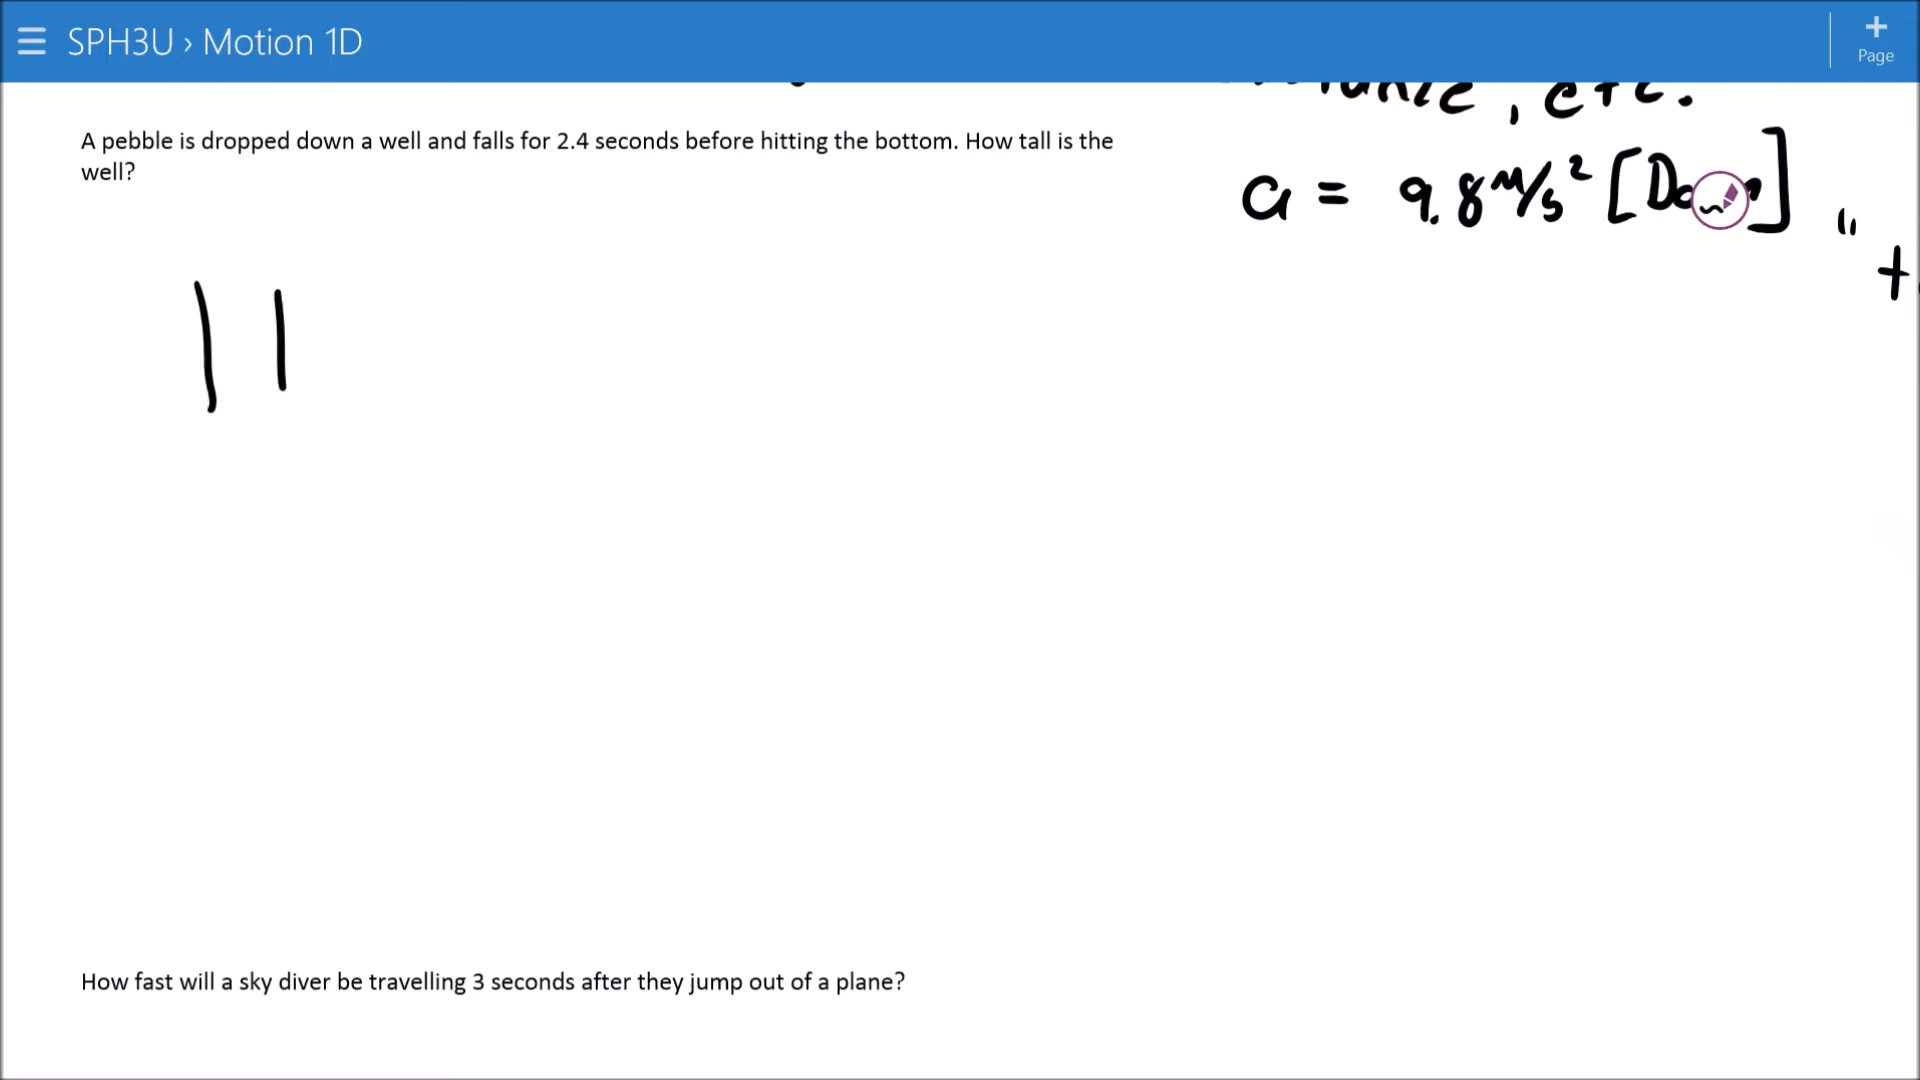 SPH3U › Motion 1D
Page
, etc.
A pebble is dropped down a well and falls for 2.4 seconds before hitting the bottom. How tall is the
well?
a = 9.8 m/s² [Down]
"
+
How fast will a sky diver be travelling 3 seconds after they jump out of a plane?